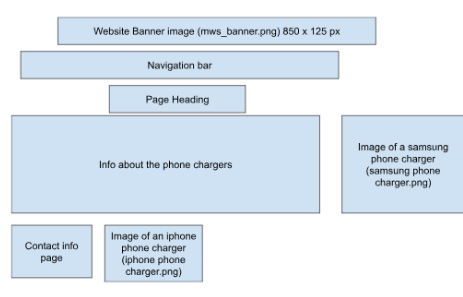 Website Banner image (mws_banner.png) 850 x 125 px
Navigation bar
Page Heading
Info about the phone chargers
Image of a samsung
phone charger
(samsung phone
charger.png)
Contact info
page
Image of an iphone
phone charger
(iphone phone
charger.png)